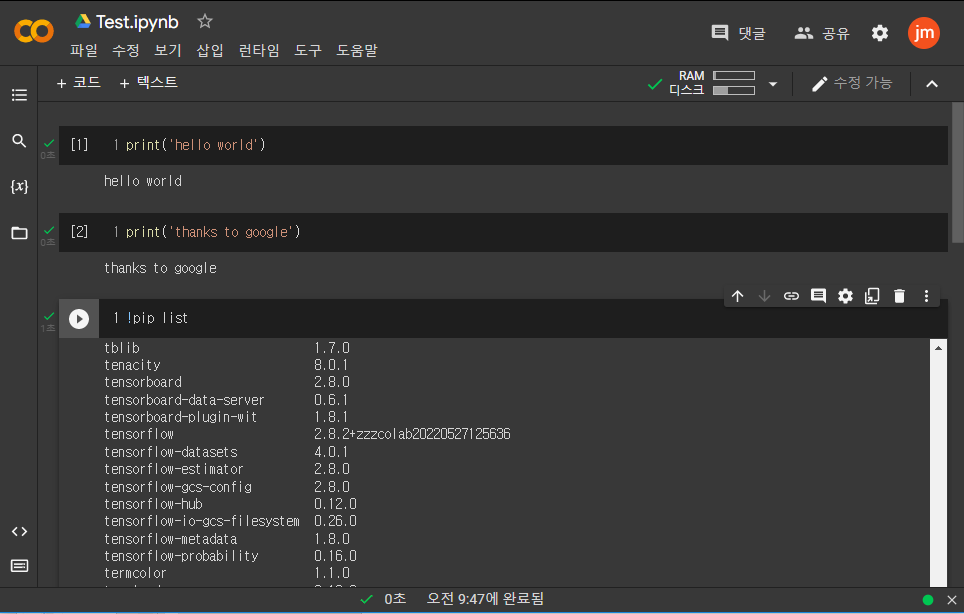 Test.ipynb
댓글 공유 jm
파일 수정 보기 삽입 런타임 도구 도움말
+ 코드 + 텍스트 RAM 디스크 수정 가능
[1] 1 print('hello world')
0초
hello world
{x}
[2] 1 print('thanks to google')
0초
thanks to google
1 !pip list
1초
tblib 1.7.0
tenacity 8.0.1
tensorboard 2.8.0
tensorboard-data-server 0.6.1
tensorboard-plugin-wit 1.8.1
tensorflow 2.8.2+zzzcolab20220527125636
tensorflow-datasets 4.0.1
tensorflow-estimator 2.8.0
tensorflow-gcs-config 2.8.0
tensorflow-hub 0.12.0
tensorflow-io-gcs-filesystem 0.26.0
tensorflow-metadata 1.8.0
tensorflow-probability 0.16.0
termcolor 1.1.0
0초 오전 9:47에 완료됨